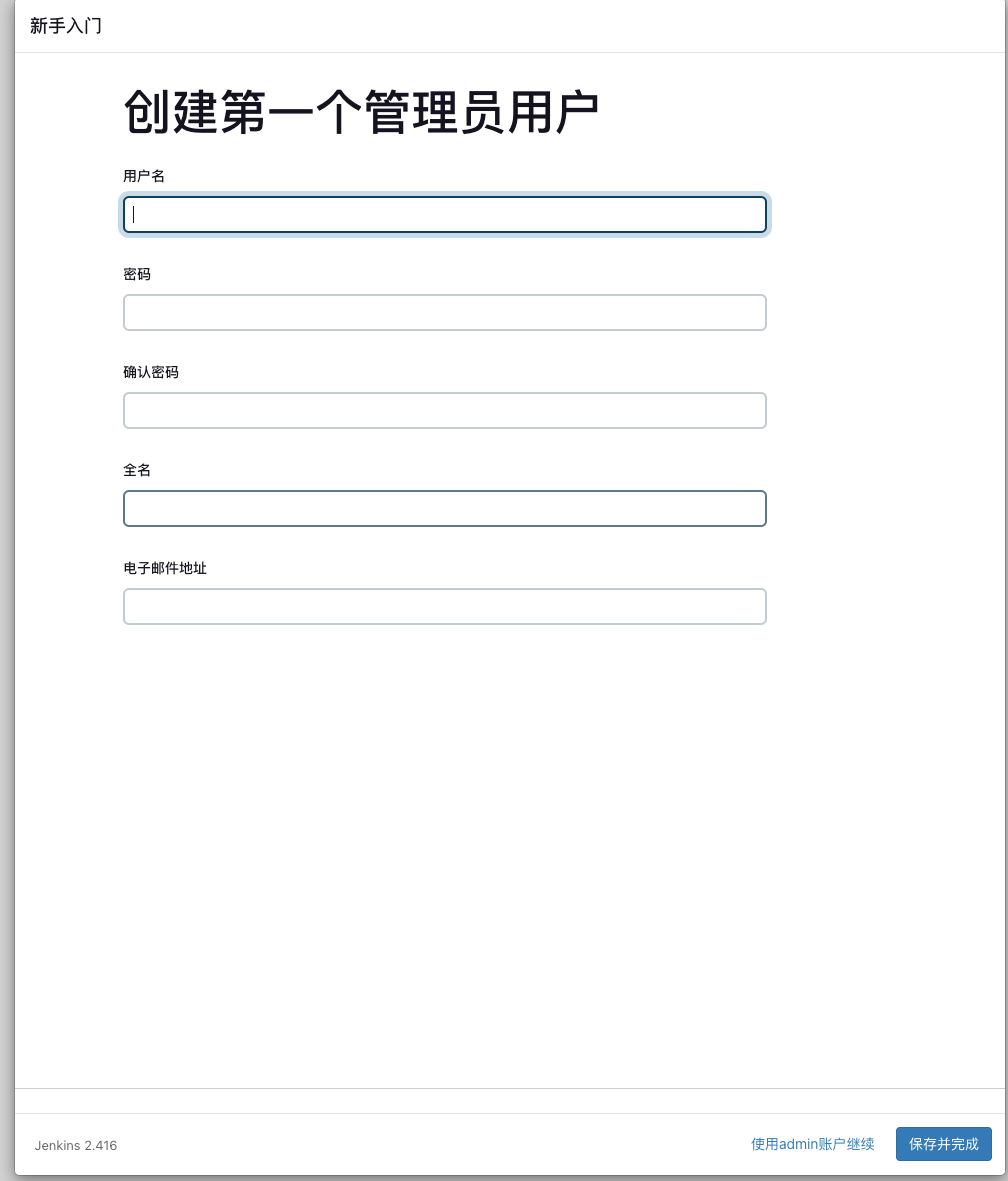 新手入门
创建第一个管理员用户
用户名
密码
确认密码
全名
电子邮件地址
Jenkins 2.416
使用admin账户继续
保存并完成